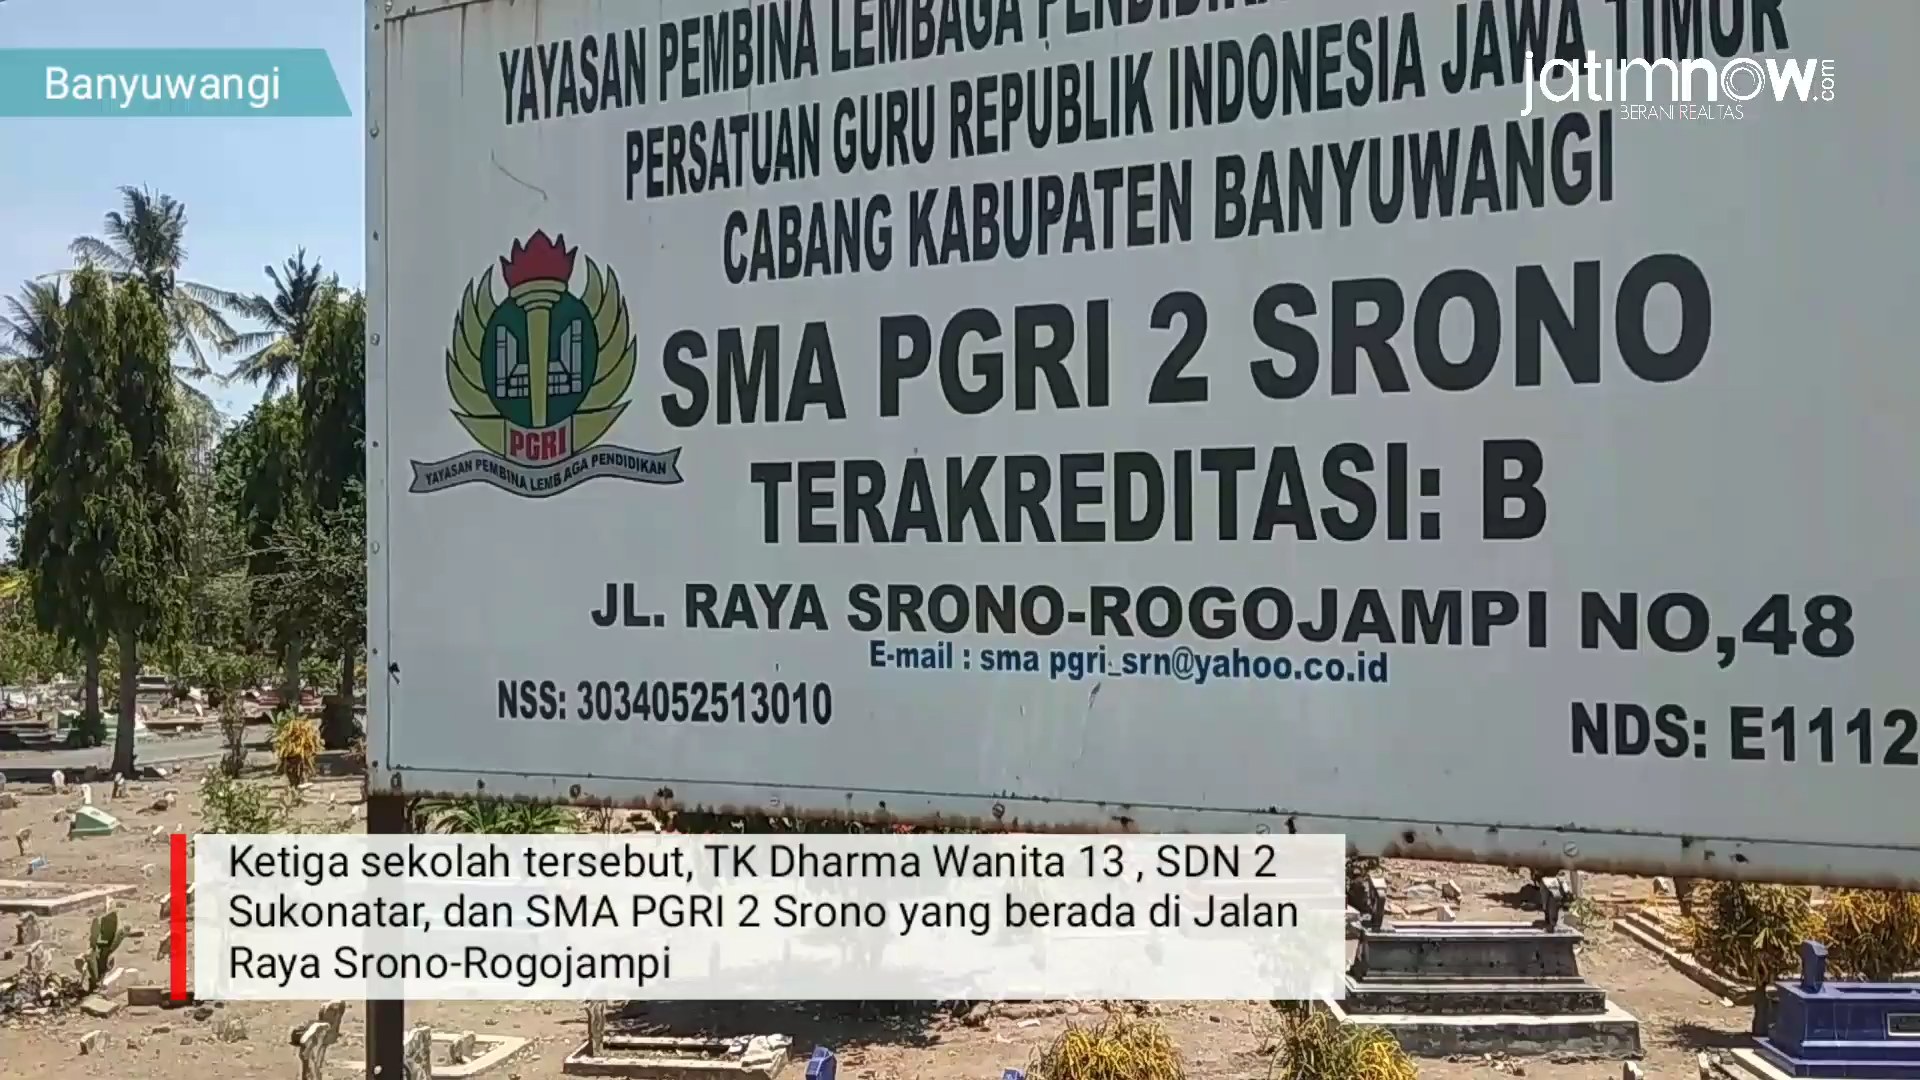 Banyuwangi
jatimnow.com
BERANI REALTAS
YAYASAN PEMBINA LEMBAGA
PERSATUAN GURU REPUBLIK INDONESIA JAWA TIMUR
CABANG KABUPATEN BANYUWANGI
SMA PGRI 2 SRONO
PGRI
YAYASAN PEMBINA LEMBAGA PENDIDIKAN
TERAKREDITASI: B
JL. RAYA SRONO-ROGOJAMPI NO,48
E-mail : sma pgri_srn@yahoo.co.id
NSS: 3034052513010
NDS: E1112
Ketiga sekolah tersebut, TK Dharma Wanita 13 , SDN 2
Sukonatar, dan SMA PGRI 2 Srono yang berada di Jalan
Raya Srono-Rogojampi